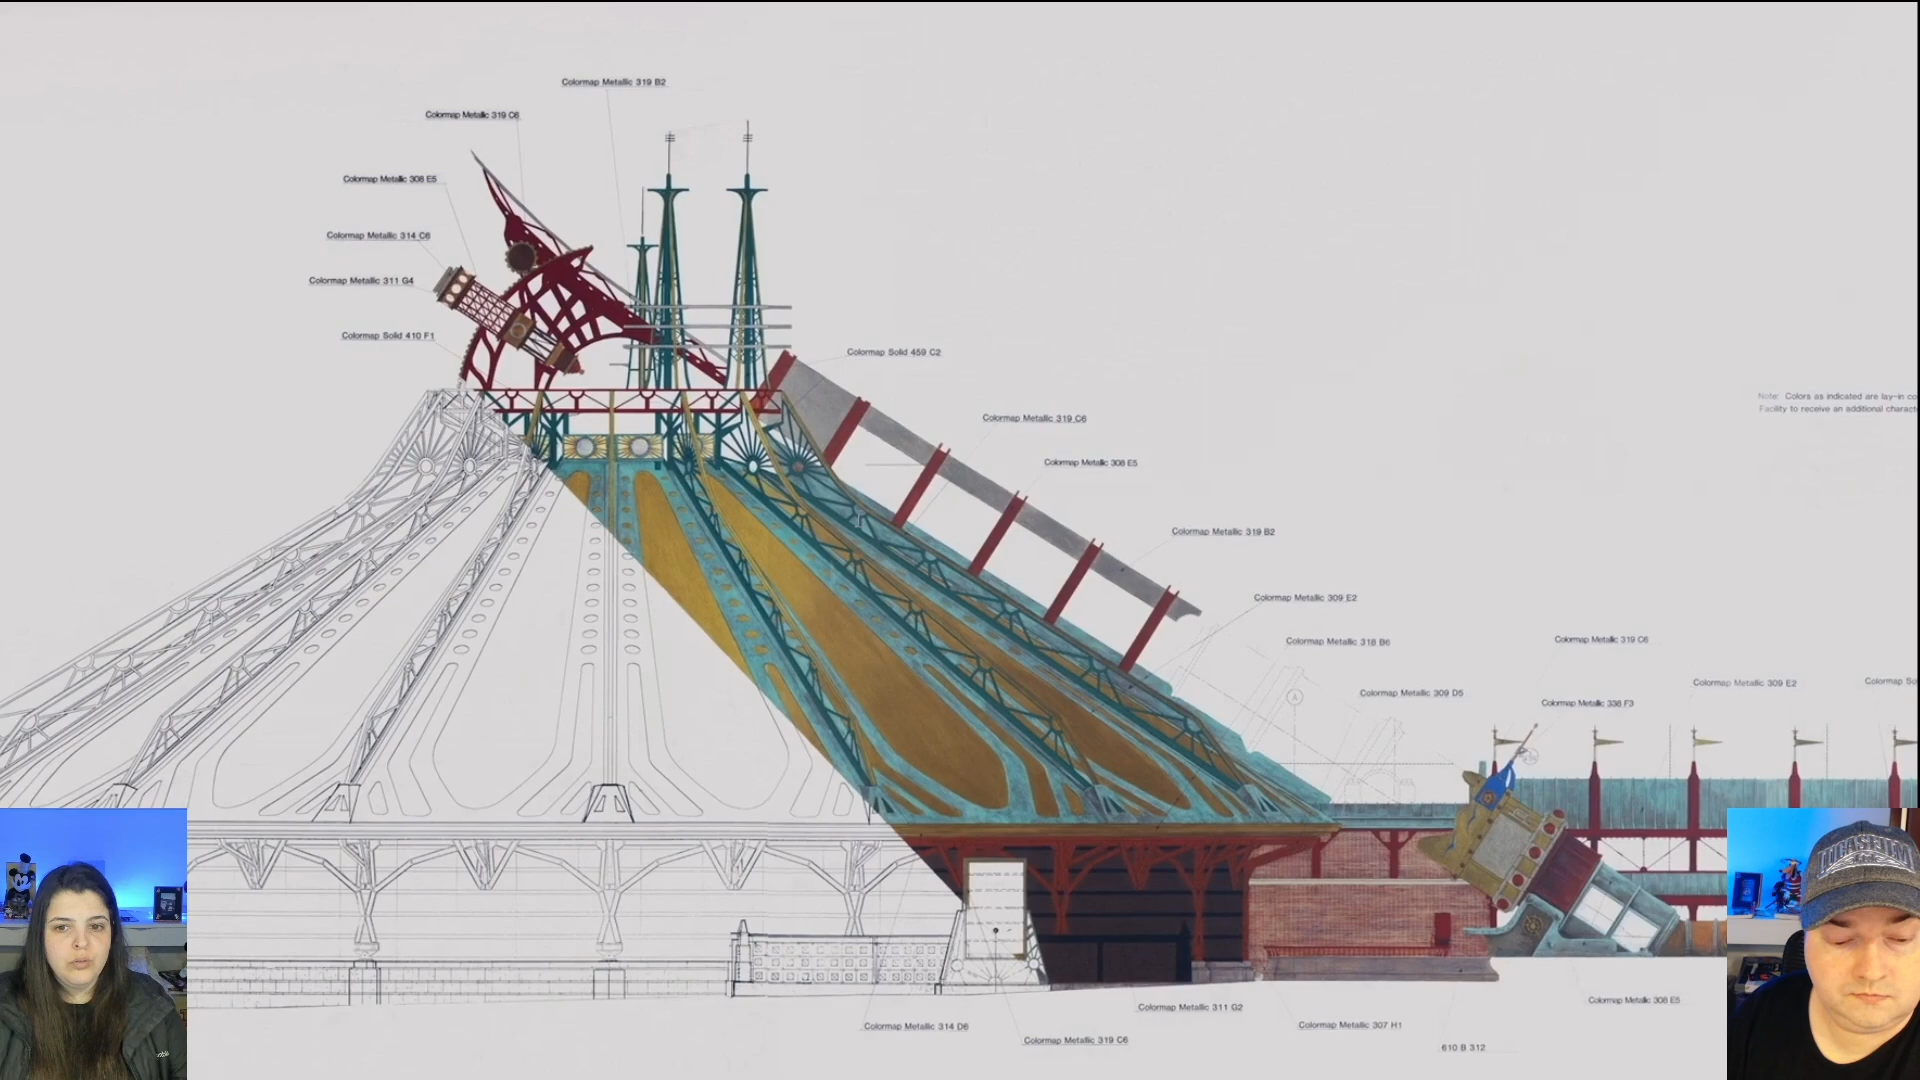 Colormap Metallic 319 B2
Colormap Metallic 319 C6
Colormap Metallic 308 E5
Colormap Metallic 314 C6
Colormap Metallic 311 G4
Colormap Solid 410 F1
Colormap Solid 459 C2
Note: Colors as indicated are lay-in co
Facility to receive an additional charact
Colormap Metallic 319 C6
Colormap Metallic 308 E5
Colormap Metallic 319 B2
Colormap Metallic 309 E2
Colormap Metallic 318 B6
Colormap Metallic 319 C6
Colormap Metallic 309 E2
Colormap So
Colormap Metallic 309 D5
Colormap Metallic 336 F3
A
Colormap Metallic 308 E5
Colormap Metallic 311 G2
Colormap Metallic 314 D6
Colormap Metallic 307 H1
Colormap Metallic 319 C6
610 B 312
LUCASFILM